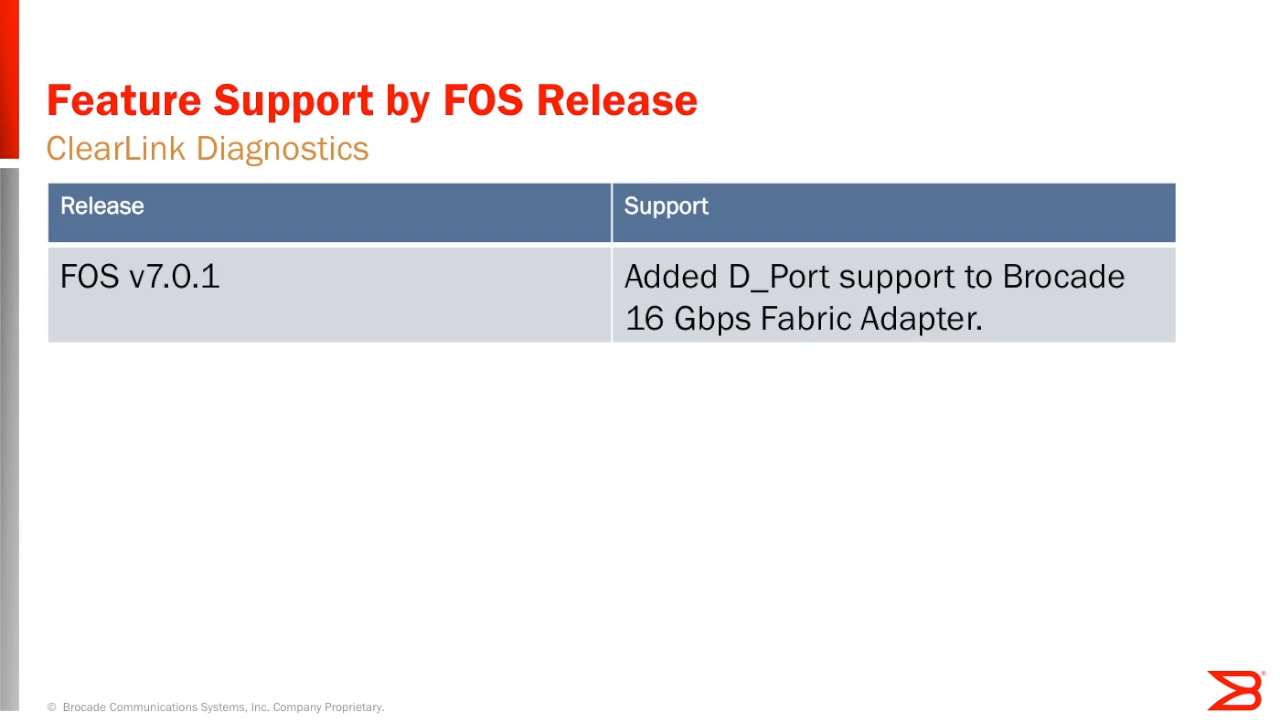 Feature Support by FOS Release
ClearLink Diagnostics
Release
Support
FOS v7.0.1
Added D_Port support to Brocade
16 Gbps Fabric Adapter.
© Brocade Communications Systems, Inc. Company Proprietary.
®